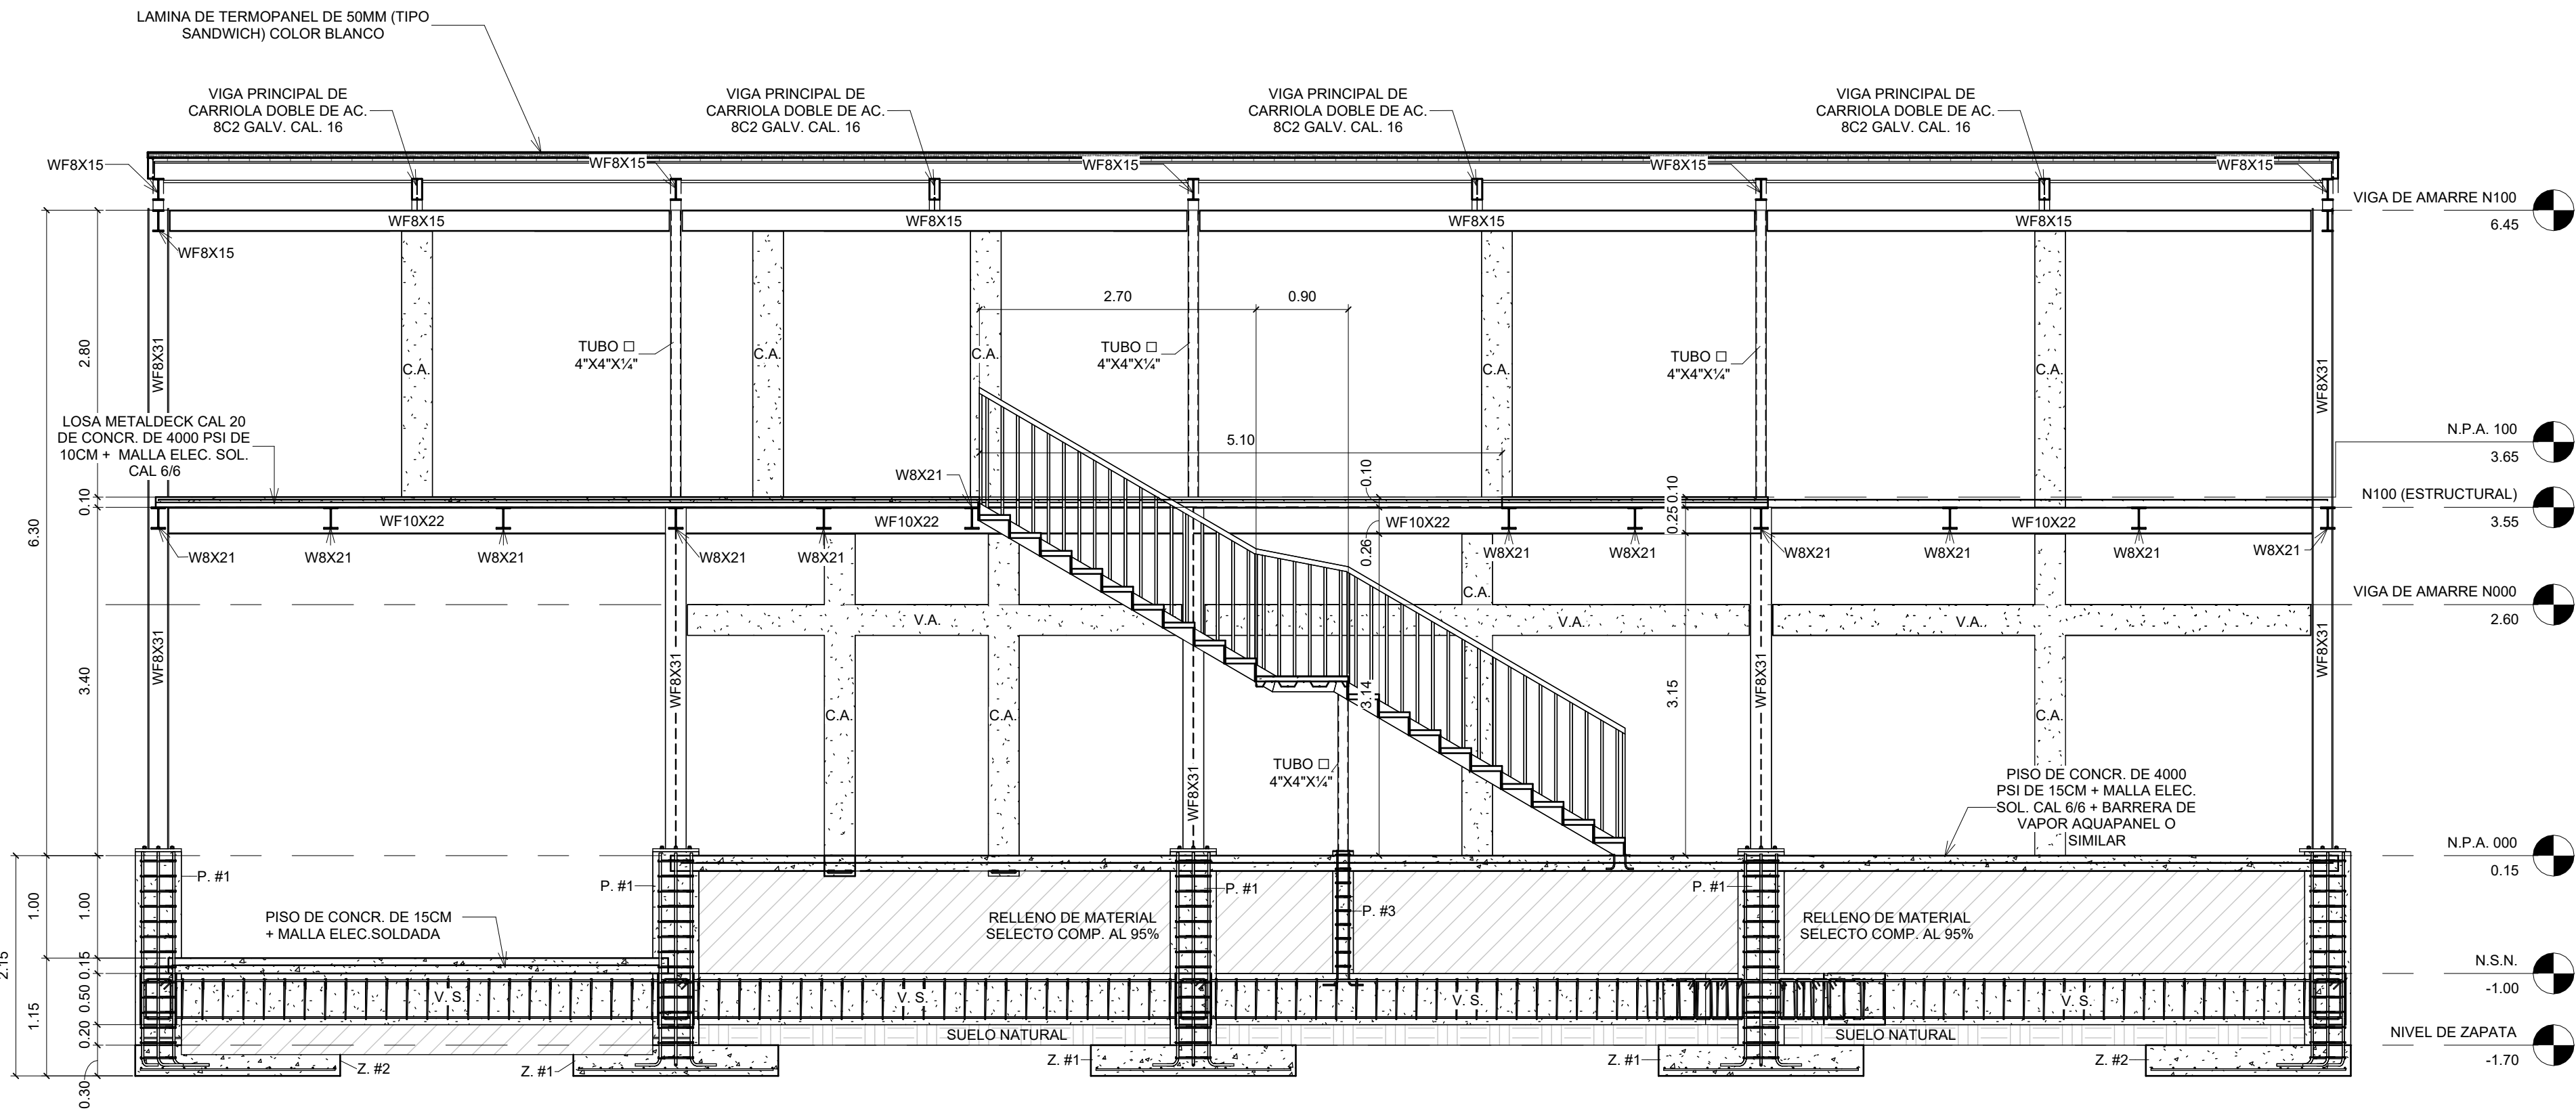 LAMINA DE TERMOPANEL DE 50MM (TIPO
SANDWICH) COLOR BLANCO
VIGA PRINCIPAL DE
CARRIOLA DOBLE DE AC.
8C2 GALV. CAL. 16
VIGA PRINCIPAL DE
CARRIOLA DOBLE DE AC.
8C2 GALV. CAL. 16
VIGA PRINCIPAL DE
CARRIOLA DOBLE DE AC.
8C2 GALV. CAL. 16
VIGA PRINCIPAL DE
CARRIOLA DOBLE DE AC.
8C2 GALV. CAL. 16
WF8X15
WF8X15
WF8X15
WF8X15
WF8X15
VIGA DE AMARRE N100
6.45
WF8X15
WF8X15
WF8X15
WF8X15
WF8X15
2.70
0.90
2.80
WF8X31
C.A.
TUBO □
4"X4"X¼"
C.A.
C.A.
TUBO □
4"X4"X¼"
C.A.
TUBO □
4"X4"X¼"
C.A.
WF8X31
LOSA METALDECK CAL 20
DE CONCR. DE 4000 PSI DE
10CM + MALLA ELEC. SOL.
CAL 6/6
5.10
N.P.A. 100
3.65
W8X21
0.10
0.10
0.10
N100 (ESTRUCTURAL)
3.55
6.30
WF10X22
WF10X22
WF10X22
0.25
WF10X22
0.26
W8X21
W8X21
W8X21
W8X21
W8X21
W8X21
W8X21
W8X21
W8X21
W8X21
W8X21
C.A.
VIGA DE AMARRE N000
2.60
V.A.
V.A.
V.A.
3.40
WF8X31
WF8X31
C.A.
C.A.
3.14
3.15
WF8X31
C.A.
WF8X31
WF8X31
TUBO □
4"X4"X¼"
PISO DE CONCR. DE 4000
PSI DE 15CM + MALLA ELEC.
SOL. CAL 6/6 + BARRERA DE
VAPOR AQUAPANEL O
SIMILAR
N.P.A. 000
0.15
P. #1
P. #1
P. #1
P. #3
P. #1
1.00
1.00
PISO DE CONCR. DE 15CM
+ MALLA ELEC.SOLDADA
RELLENO DE MATERIAL
SELECTO COMP. AL 95%
RELLENO DE MATERIAL
SELECTO COMP. AL 95%
2.15
0.15
N.S.N.
-1.00
1.15
0.50
V. S.
V. S.
V. S.
V. S.
0.20
SUELO NATURAL
SUELO NATURAL
NIVEL DE ZAPATA
-1.70
Z. #2
Z. #1
Z. #1
Z. #1
Z. #2
0.30